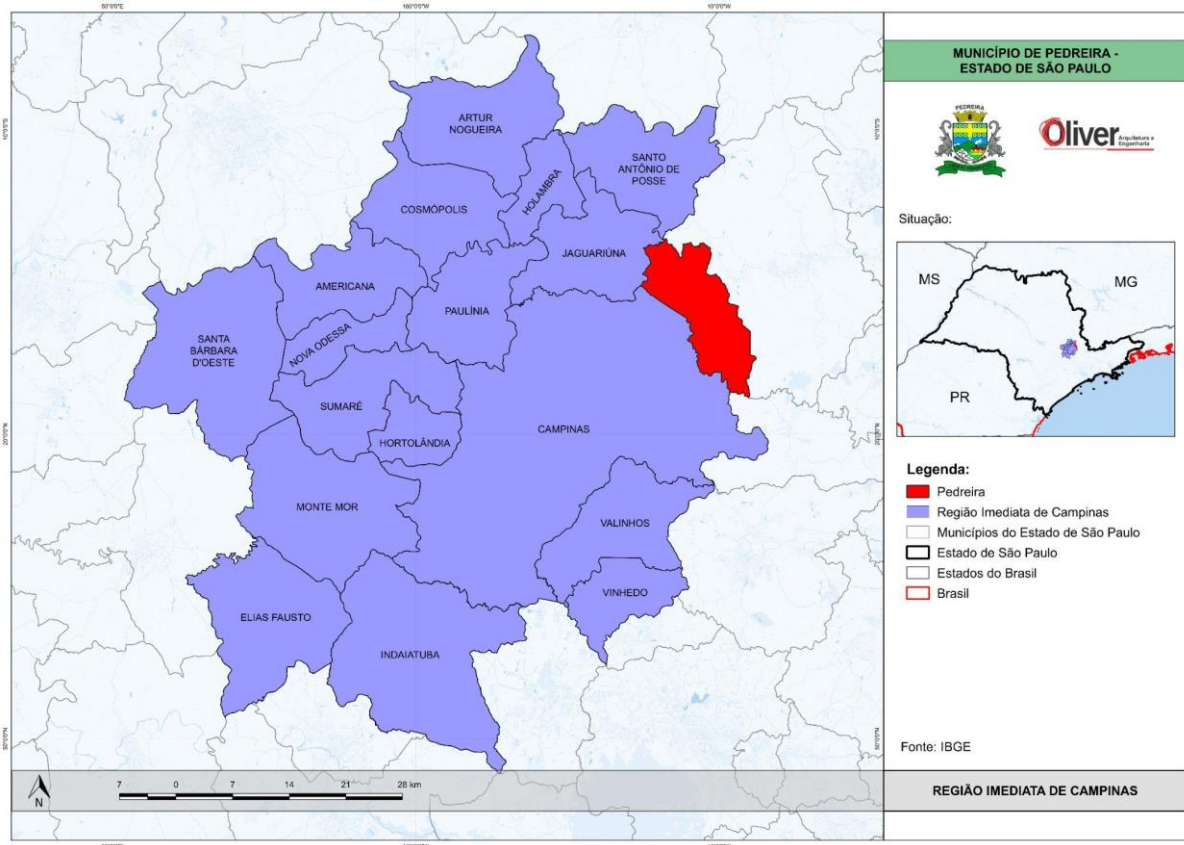 MUNICÍPIO DE PEDREIRA -
ESTADO DE SÃO PAULO
PEDREIRA
Oliver
Arquitetura e
Engenharia
Situação:
MS
MG
PR
Legenda:
Pedreira
Região Imediata de Campinas
Municípios do Estado de São Paulo
Estado de São Paulo
Estados do Brasil
Brasil
Fonte: IBGE
REGIÃO IMEDIATA DE CAMPINAS
ARTUR
NOGUEIRA
SANTO
ANTÔNIO DE
POSSE
HOLAMBRA
COSMÓPOLIS
JAGUARIÚNA
AMERICANA
PAULÍNIA
NOVA ODESSA
SANTA
BÁRBARA
D'OESTE
SUMARÉ
HORTOLÂNDIA
CAMPINAS
MONTE MOR
VALINHOS
VINHEDO
ELIAS FAUSTO
INDAIATUBA
7 0 7 14 21 28 km
N